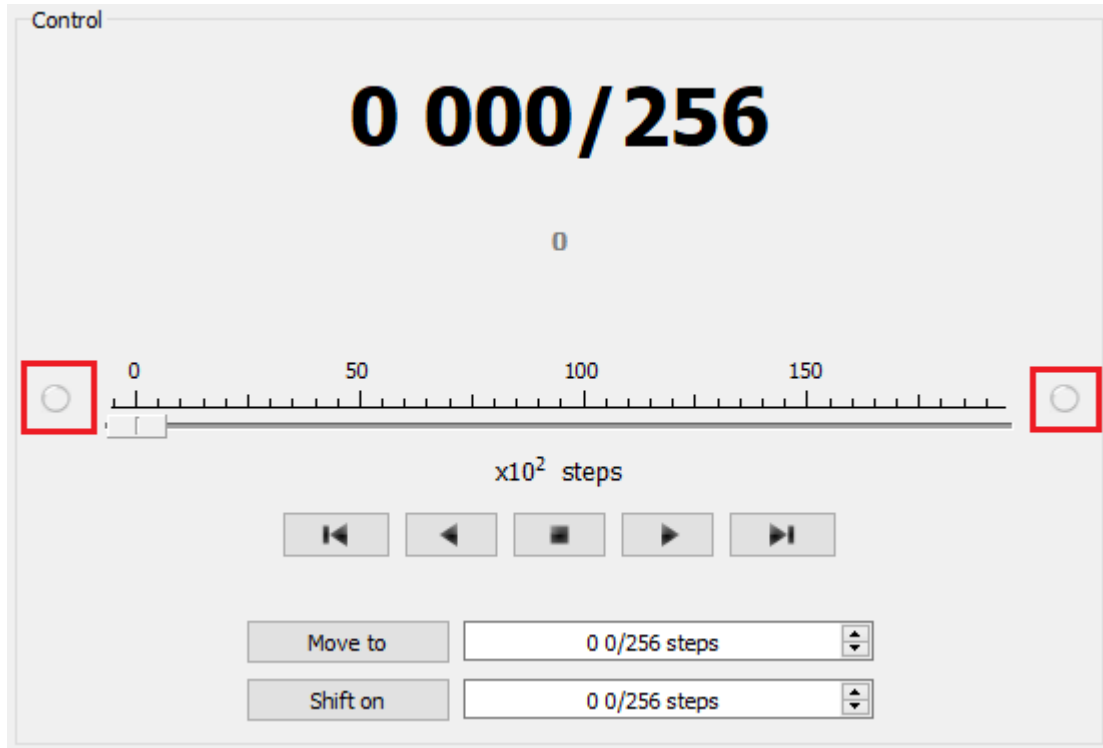 Control
0 000/256
0
0 50 100 150
x10² steps
Move to 0 0/256 steps
Shift on 0 0/256 steps